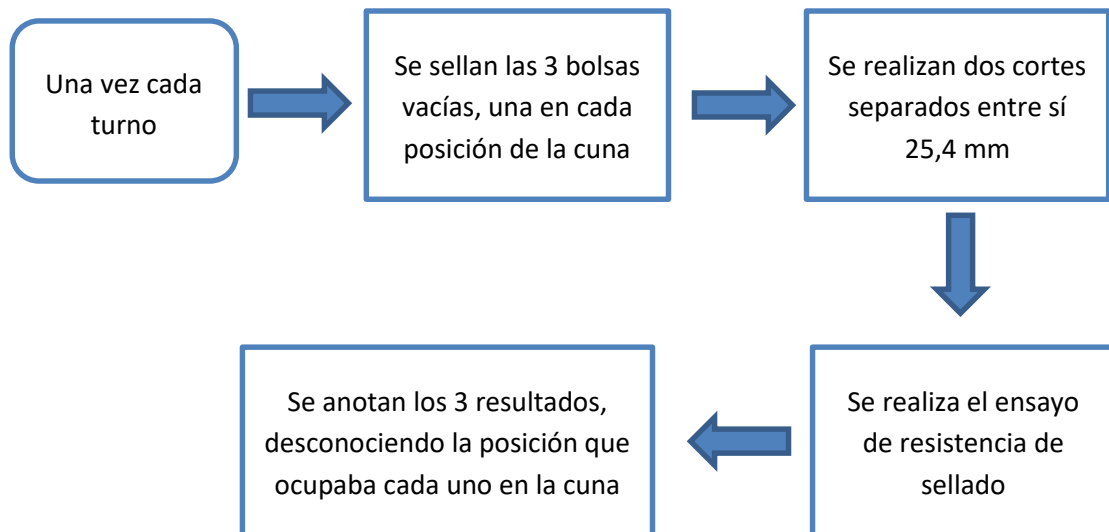 Una vez cada
turno
Se sellan las 3 bolsas
vacías, una en cada
posición de la cuna
Se realizan dos cortes
separados entre sí
25,4 mm
Se realiza el ensayo
de resistencia de
sellado
Se anotan los 3 resultados,
desconociendo la posición que
ocupaba cada uno en la cuna